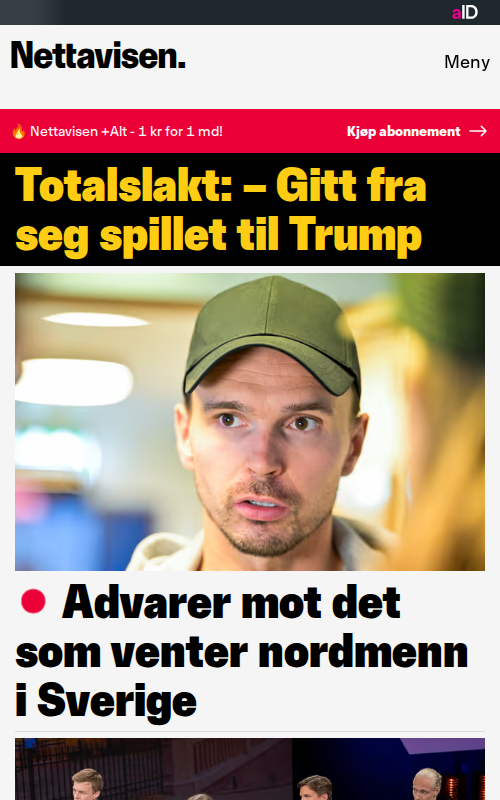 aID
Nettavisen.
Meny
🔥 Nettavisen +Alt - 1 kr for 1 md!
Kjøp abonnement →
Totalslakt: – Gitt fra
seg spillet til Trump
Advarer mot det
som venter nordmenn
i Sverige